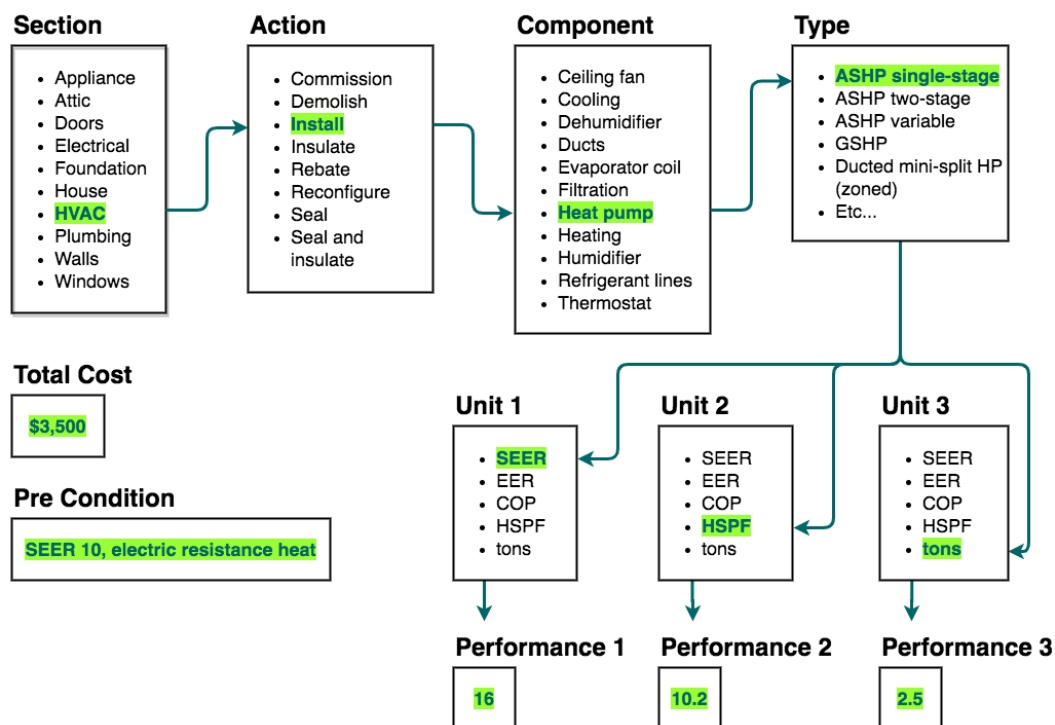 Section
Appliance
Attic
Doors
Electrical
Foundation
House
HVAC
Plumbing
Walls
Windows
Action
Commission
Demolish
Install
Insulate
Rebate
Reconfigure
Seal
Seal and
insulate
Component
Ceiling fan
Cooling
Dehumidifier
Ducts
Evaporator coil
Filtration
Heat pump
Heating
Humidifier
Refrigerant lines
Thermostat
Type
ASHP single-stage
ASHP two-stage
ASHP variable
GSHP
Ducted mini-split HP
(zoned)
Etc...
Total Cost
$3,500
Pre Condition
SEER 10, electric resistance heat
Unit 1
SEER
EER
COP
HSPF
tons
Unit 2
SEER
EER
COP
HSPF
tons
Unit 3
SEER
EER
COP
HSPF
tons
Performance 1
16
Performance 2
10.2
Performance 3
2.5